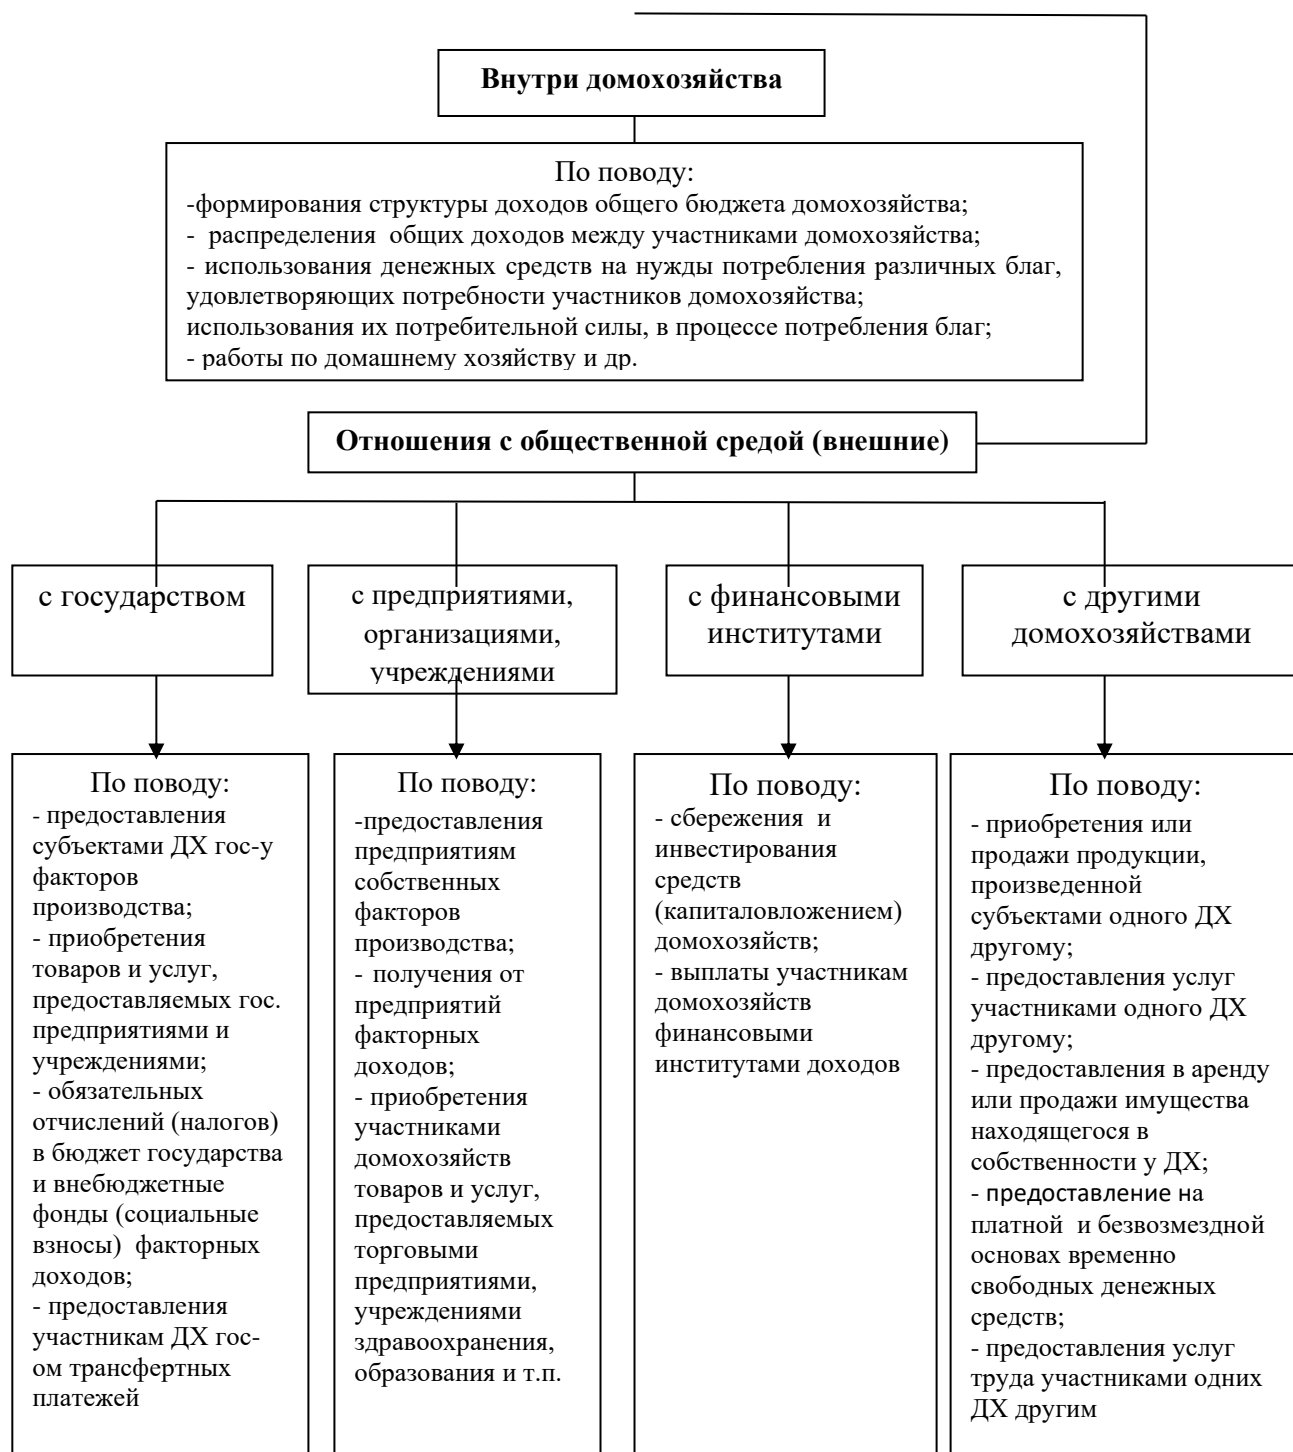 Внутри домохозяйства
По поводу:
-формирования структуры доходов общего бюджета домохозяйства;
- распределения общих доходов между участниками домохозяйства;
- использования денежных средств на нужды потребления различных благ,
удовлетворяющих потребности участников домохозяйства;
использования их потребительной силы, в процессе потребления благ;
- работы по домашнему хозяйству и др.
Отношения с общественной средой (внешние)
с государством
с предприятиями,
организациями,
учреждениями
с финансовыми
институтами
с другими
домохозяйствами
По поводу:
- предоставления
субъектами ДХ гос-у
факторов
производства;
- приобретения
товаров и услуг,
предоставляемых гос.
предприятиями и
учреждениями;
- обязательных
отчислений (налогов)
в бюджет государства
и внебюджетные
фонды (социальные
взносы) факторных
доходов;
- предоставления
участникам ДХ гос-
ом трансфертных
платежей
По поводу:
-предоставления
предприятиям
собственных
факторов
производства;
- получения от
предприятий
факторных
доходов;
- приобретения
участниками
домохозяйств
товаров и услуг,
предоставляемых
торговыми
предприятиями,
учреждениями
здравоохранения,
образования и т.п.
По поводу:
- сбережения и
инвестирования
средств
(капиталовложением)
домохозяйств;
- выплаты участникам
домохозяйств
финансовыми
институтами доходов
По поводу:
- приобретения или
продажи продукции,
произведенной
субъектами одного ДХ
другому;
- предоставления услуг
участниками одного ДХ
другому;
- предоставления в аренду
или продажи имущества
находящегося в
собственности у ДХ;
- предоставление на
платной и безвозмездной
основах временно
свободных денежных
средств;
- предоставления услуг
труда участниками одних
ДХ другим